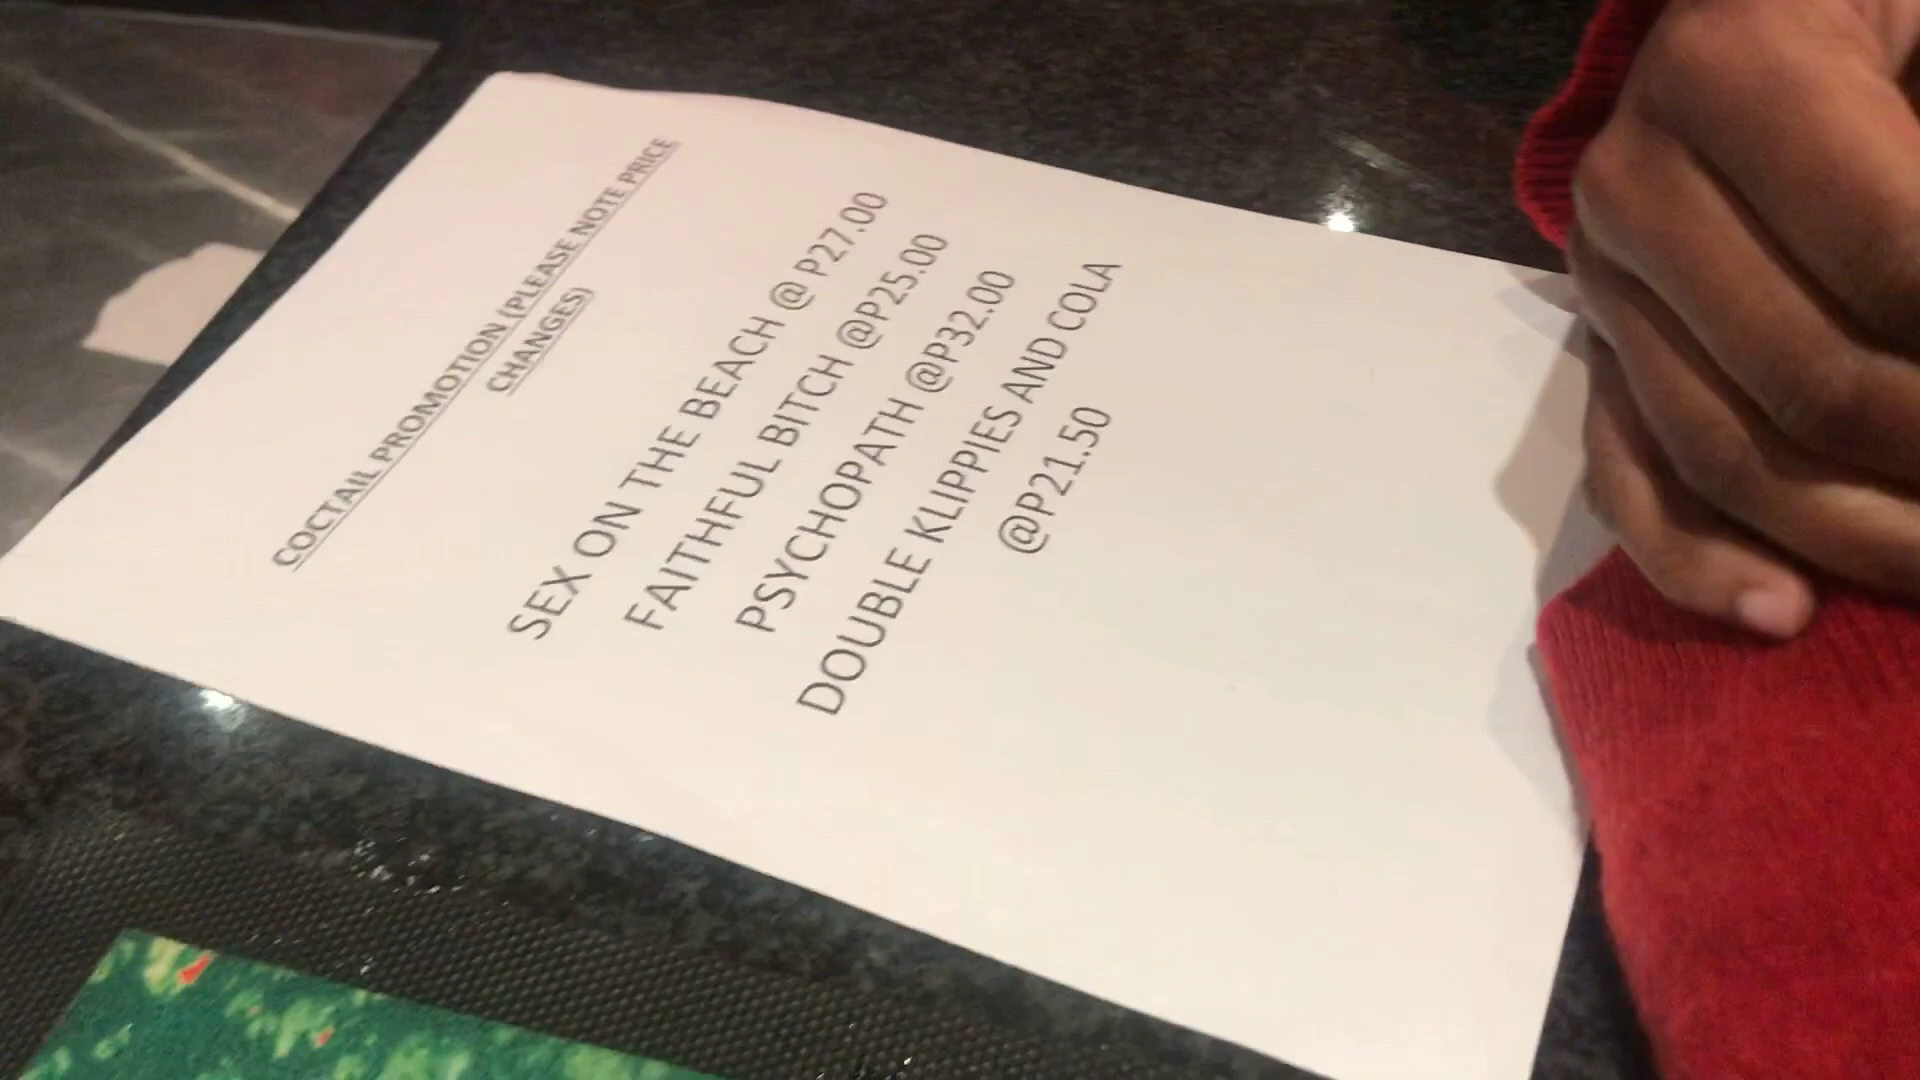 COCTAIL PROMOTION (PLEASE NOTE PRICE
CHANGES)
SEX ON THE BEACH @ P27.00
FAITHFUL BITCH @P25.00
PSYCHOPATH @P32.00
DOUBLE KLIPPIES AND COLA
@P21.50